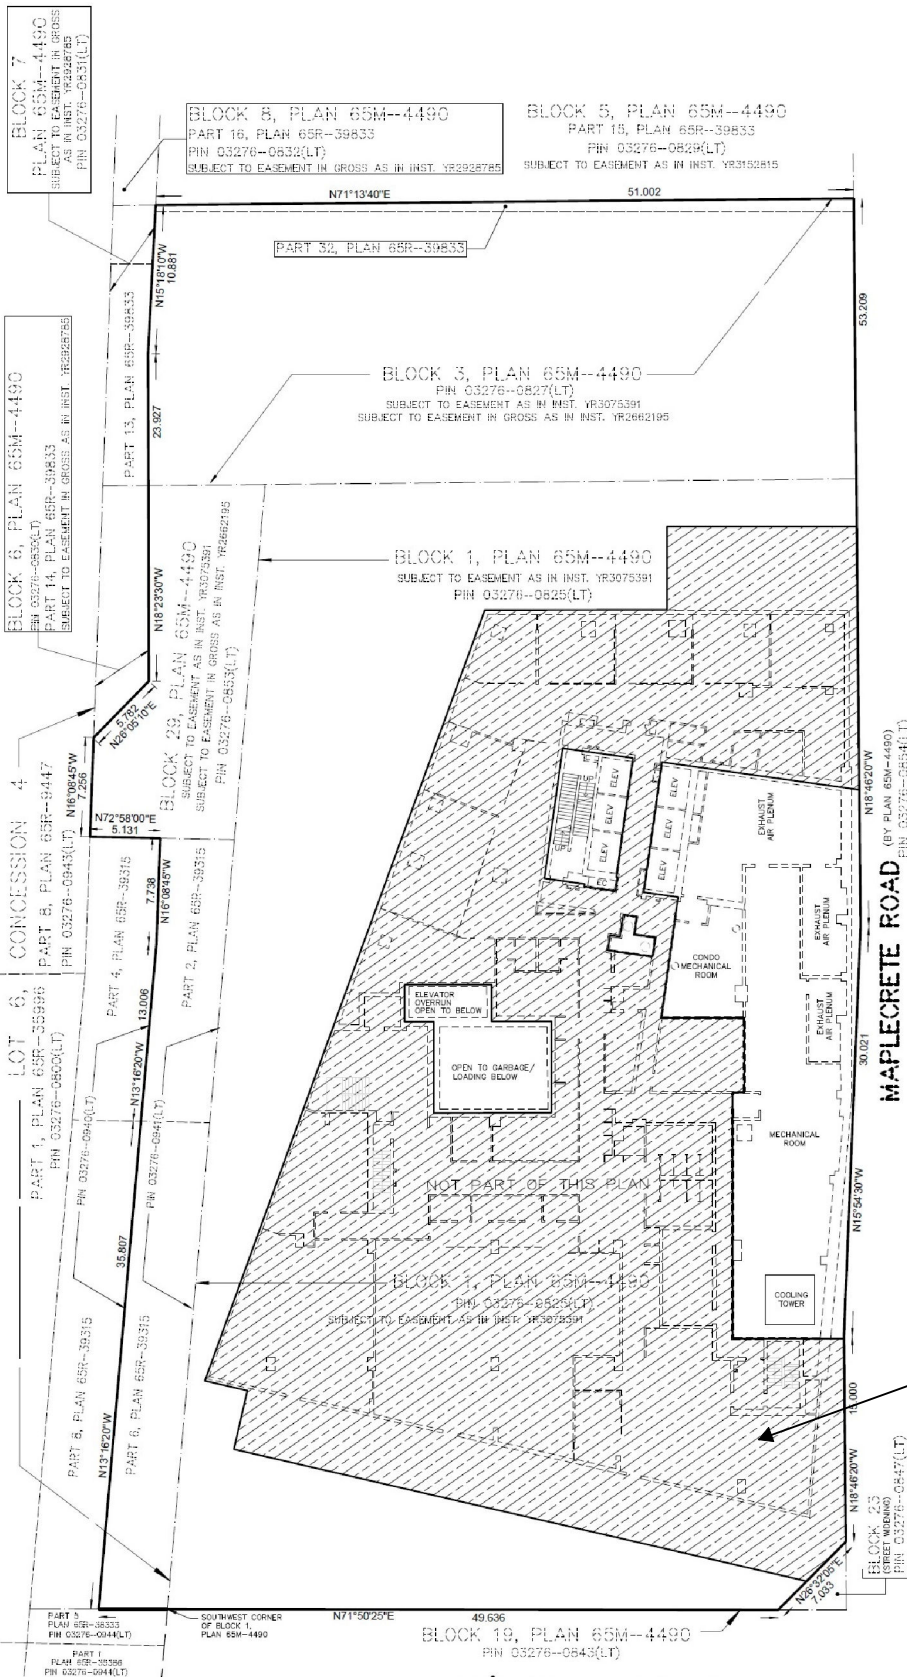 BLOCK 7
PLAN 65M--4490
SUBJECT TO EASEMENT IN GROSS
AS IN INST. YR2928785
PIN 03276--0831(LT)
BLOCK 8, PLAN 65M--4490
PART 16, PLAN 65R--39833
PIN 03276--0832(LT)
SUBJECT TO EASEMENT IN GROSS AS IN INST. YR2928785
BLOCK 5, PLAN 65M--4490
PART 15, PLAN 65R--39833
PIN 03276--0829(LT)
SUBJECT TO EASEMENT IN GROSS AS IN INST. YR3152815
N71°13'40"E
51.002
PART 32, PLAN 65R--39833
N15°18'10"W
10.881
53.209
PART 13, PLAN 65R--39833
23.927
BLOCK 6, PLAN 65M--4490
PIN 03276--0830(LT)
PART 14, PLAN 65R--39833
SUBJECT TO EASEMENT IN GROSS AS IN INST. YR2928785
BLOCK 3, PLAN 65M--4490
PIN 03276--0827(LT)
SUBJECT TO EASEMENT AS IN INST. YR3075391
SUBJECT TO EASEMENT IN GROSS AS IN INST. YR2662195
N18°23'30"W
BLOCK 29, PLAN 65M--4490
SUBJECT TO EASEMENT AS IN INST. YR3075391
SUBJECT TO EASEMENT IN GROSS AS IN INST. YR2662195
PIN 03276--0853(LT)
BLOCK 1, PLAN 65M--4490
SUBJECT TO EASEMENT AS IN INST. YR3075391
PIN 03276--0825(LT)
5.782
N26°05'10"E
N16°08'45"W
7.256
N72°58'00"E
5.131
LOT 6, CONCESSION 4
PART 8, PLAN 65R--9447
PIN 03276--0943(LT)
PART 1, PLAN 65R--35996
PIN 03276--0800(LT)
7.738
N16°08'45"W
PART 4, PLAN 65R--39315
PART 2, PLAN 65R--39315
13.006
N13°16'20"W
PIN 03276--0940(LT)
PIN 03276--0941(LT)
35.807
N13°16'20"W
PART 8, PLAN 65R--39315
PART 6, PLAN 65R--39315
ELEV
ELEV
ELEV
ELEV
ELEV
ELEV
EXHAUST
AIR PLENUM
EXHAUST
AIR PLENUM
EXHAUST
AIR PLENUM
CONDO
MECHANICAL
ROOM
ELEVATOR
OVERRUN
OPEN TO BELOW
OPEN TO GARBAGE/
LOADING BELOW
MECHANICAL
ROOM
COOLING
TOWER
NOT PART OF THIS PLAN
BLOCK 1, PLAN 65M--4490
PIN 03276--0825(LT)
SUBJECT TO EASEMENT AS IN INST. YR3075391
N18°46'20"W
MAPLECRETE ROAD (BY PLAN 65M-4490)
PIN 03276--0854(LT)
30.021
N15°54'30"W
N18°46'20"W
BLOCK 23
(STREET WIDENING)
PIN 03276--0847(LT)
N26°32'05"E
7.033
PART 5
PIN 03276-0944(LT)
PART 1
PIN 03276-0944(LT)
SOUTHWEST CORNER
OF BLOCK 1,
PLAN 65M-4490
N71°50'25"E
49.636
BLOCK 19, PLAN 65M--4490
PIN 03276--0843(LT)